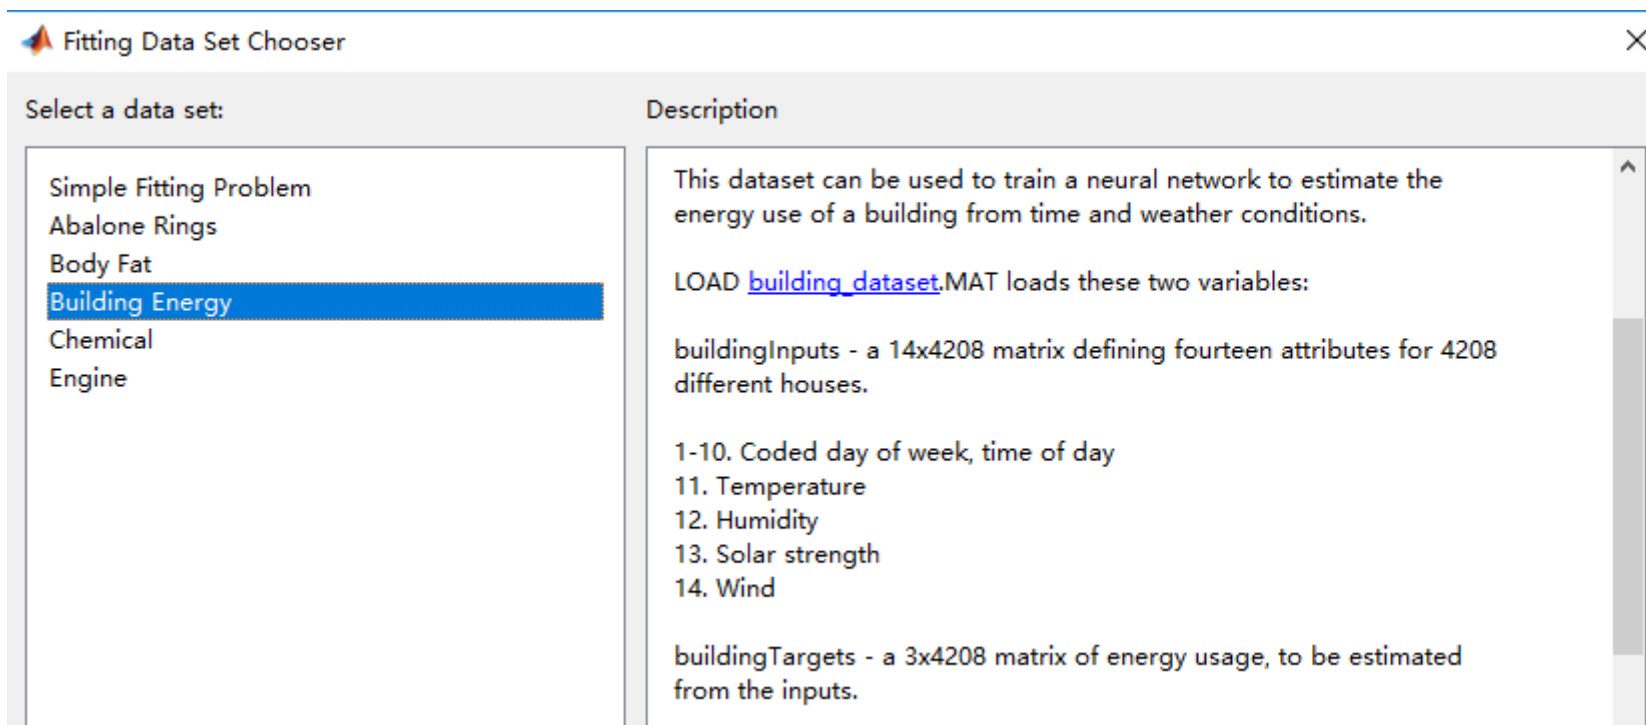 Fitting Data Set Chooser
Select a data set:
Simple Fitting Problem
Abalone Rings
Body Fat
Building Energy
Chemical
Engine
Description
This dataset can be used to train a neural network to estimate the
energy use of a building from time and weather conditions.
LOAD building_dataset.MAT loads these two variables:
buildingInputs - a 14x4208 matrix defining fourteen attributes for 4208
different houses.
1-10. Coded day of week, time of day
11. Temperature
12. Humidity
13. Solar strength
14. Wind
buildingTargets - a 3x4208 matrix of energy usage, to be estimated
from the inputs.